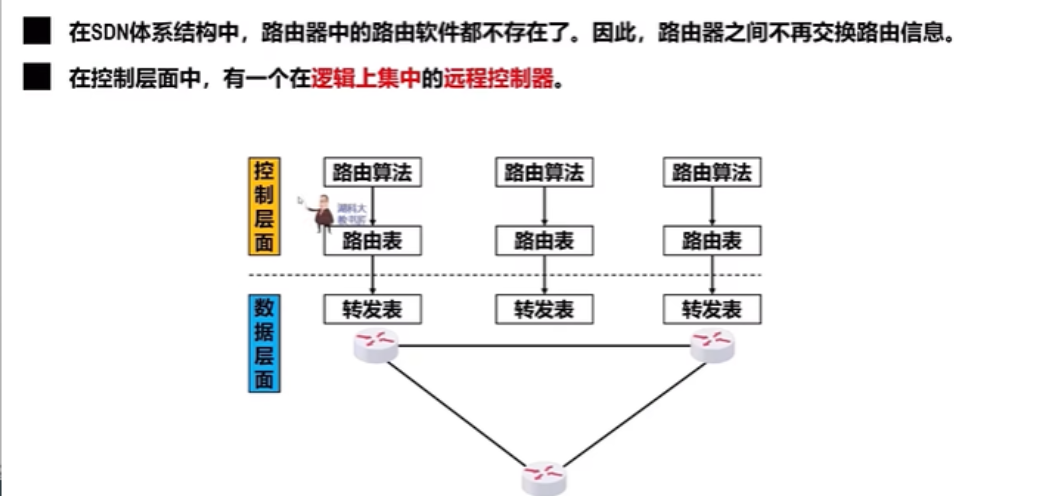 在SDN体系结构中，路由器中的路由软件都不存在了。因此，路由器之间不再交换路由信息。
在控制层面中，有一个在逻辑上集中的远程控制器。
控制层面
路由算法
路由算法
路由算法
湖科大
教书匠
路由表
路由表
路由表
数据层面
转发表
转发表
转发表